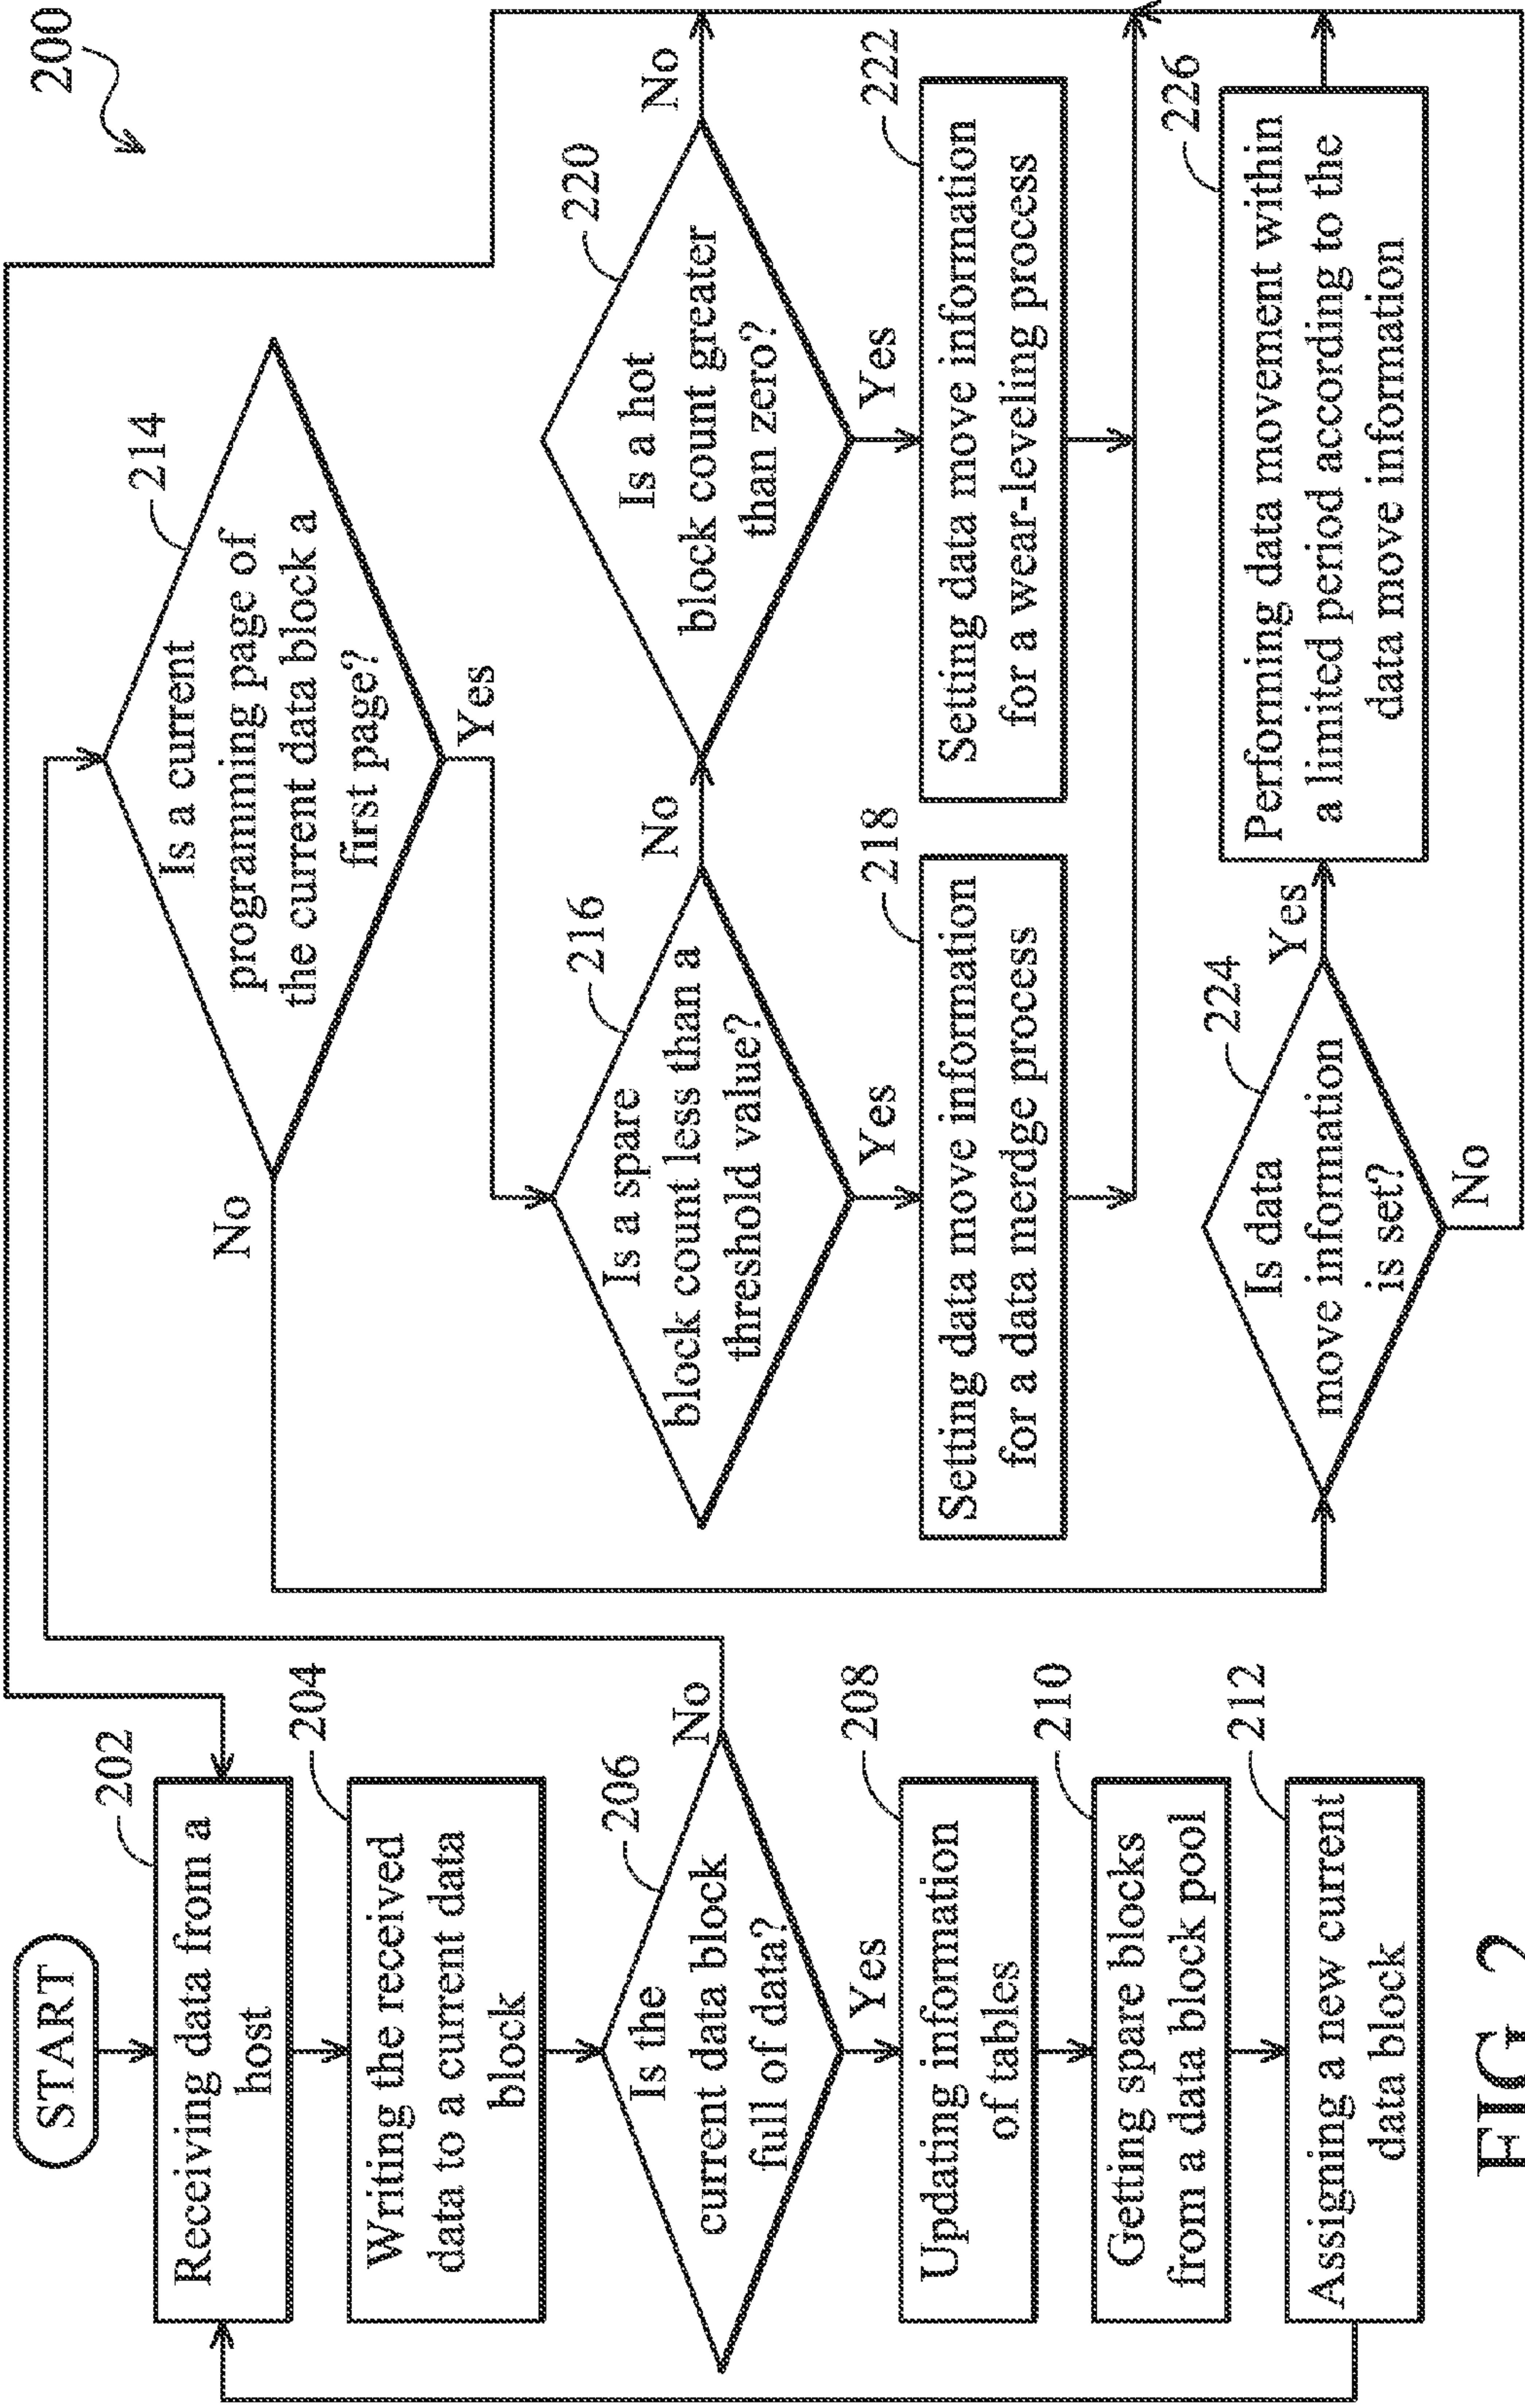 200
START
202
Receiving data from a
host
204
Writing the received
data to a current data
block
206
Is the
current data block
full of data?
No
Yes
208
Updating information
of tables
210
Getting spare blocks
from a data block pool
212
Assigning a new current
data block
214
Is a current
programming page of
the current data block a
first page?
No
Yes
216
Is a spare
block count less than a
threshold value?
No
Yes
218
Setting data move information
for a data merdge process
220
Is a hot
block count greater
than zero?
No
Yes
222
Setting data move information
for a wear-leveling process
224
Is data
move information
is set?
Yes
No
226
Performing data movement within
a limited period according to the
data move information
FIG. 2